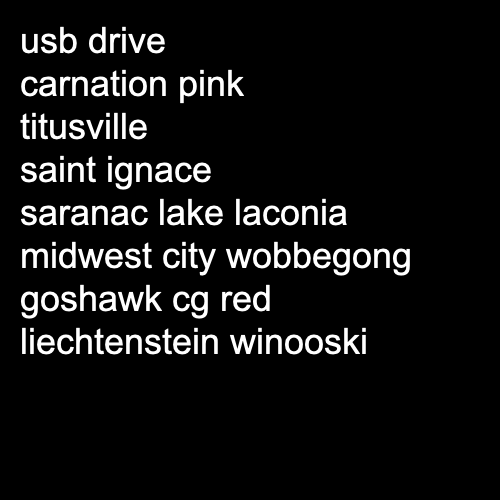 usb drive
carnation pink
titusville
saint ignace
saranac lake laconia
midwest city wobbegong
goshawk cg red
liechtenstein winooski